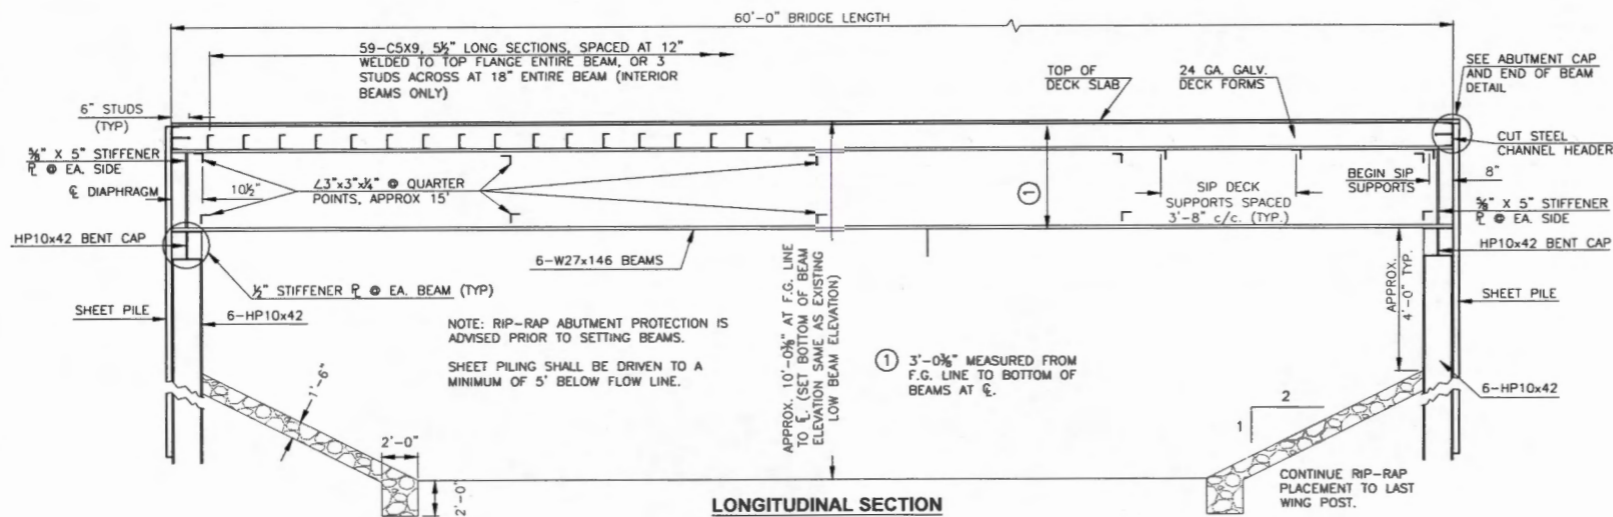 60'-0" BRIDGE LENGTH
59-C5X9, 5½" LONG SECTIONS, SPACED AT 12"
WELDED TO TOP FLANGE ENTIRE BEAM, OR 3
STUDS ACROSS AT 18" ENTIRE BEAM (INTERIOR
BEAMS ONLY)
TOP OF
DECK SLAB
24 GA. GALV.
DECK FORMS
SEE ABUTMENT CAP
AND END OF BEAM
DETAIL
6" STUDS
(TYP)
CUT STEEL
CHANNEL HEADER
⅝" X 5" STIFFENER
℄ DIAPHRAGM
PL @ EA. SIDE
10½"
∠3"x3"x¼" @ QUARTER
POINTS, APPROX 15'
1
SIP DECK
SUPPORTS SPACED
3'-8" c/c. (TYP.)
BEGIN SIP
SUPPORTS
8"
⅝" X 5" STIFFENER
PL @ EA. SIDE
HP10x42 BENT CAP
HP10x42 BENT CAP
6-W27x146 BEAMS
½" STIFFENER PL @ EA. BEAM (TYP)
SHEET PILE
6-HP10x42
APPROX.
4'-0" TYP.
SHEET PILE
NOTE: RIP-RAP ABUTMENT PROTECTION IS
ADVISED PRIOR TO SETTING BEAMS.
SHEET PILING SHALL BE DRIVEN TO A
MINIMUM OF 5' BELOW FLOW LINE.
APPROX. 10'-0⅜" AT F.G. LINE
TO ℄. (SET BOTTOM OF BEAM
ELEVATION SAME AS EXISTING
LOW BEAM ELEVATION)
1 3'-0⅜" MEASURED FROM
F.G. LINE TO BOTTOM OF
BEAMS AT ℄.
6-HP10x42
1'-6"
2
1
2'-0"
2'-0"
CONTINUE RIP-RAP
PLACEMENT TO LAST
WING POST.
LONGITUDINAL SECTION